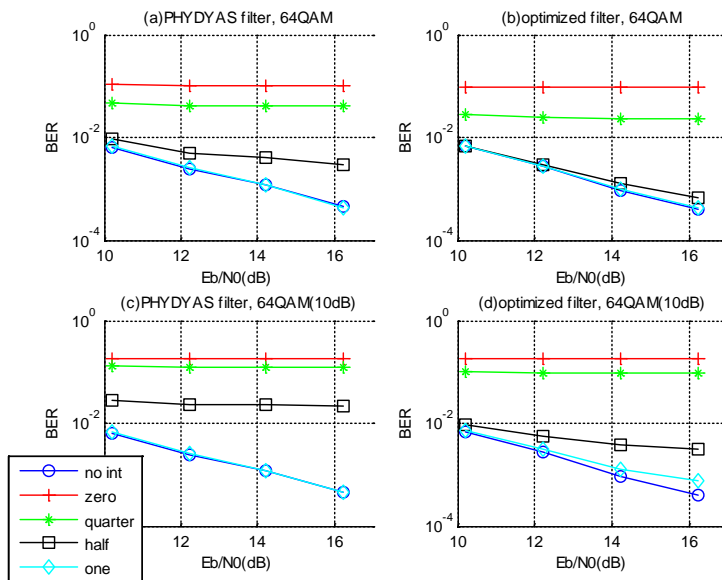 (a)PHYDYAS filter, 64QAM
10^0
10^-2
10^-4
BER
10 12 14 16
Eb/N0(dB)
(b)optimized filter, 64QAM
10^0
10^-2
10^-4
BER
10 12 14 16
Eb/N0(dB)
(c)PHYDYAS filter, 64QAM(10dB)
10^0
10^-2
BER
12 14 16
Eb/N0(dB)
(d)optimized filter, 64QAM(10dB)
10^0
10^-2
10^-4
BER
10 12 14 16
Eb/N0(dB)
no int
zero
quarter
half
one